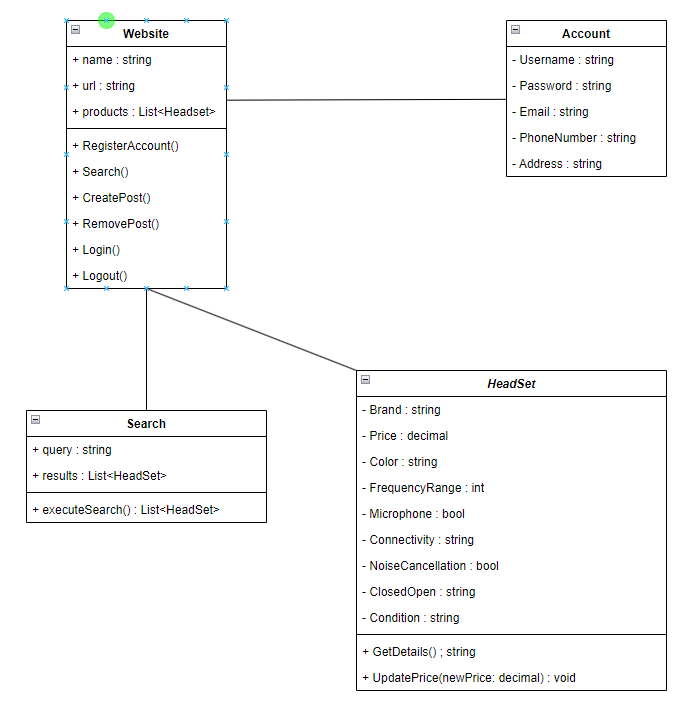 Website
+ name : string
+ url : string
+ products : List<Headset>
+ RegisterAccount()
+ Search()
+ CreatePost()
+ RemovePost()
+ Login()
+ Logout()
Account
- Username : string
- Password : string
- Email : string
- PhoneNumber : string
- Address : string
Search
+ query : string
+ results : List<HeadSet>
+ executeSearch() : List<HeadSet>
HeadSet
- Brand : string
- Price : decimal
- Color : string
- FrequencyRange : int
- Microphone : bool
- Connectivity : string
- NoiseCancellation : bool
- ClosedOpen : string
- Condition : string
+ GetDetails() ; string
+ UpdatePrice(newPrice: decimal) : void